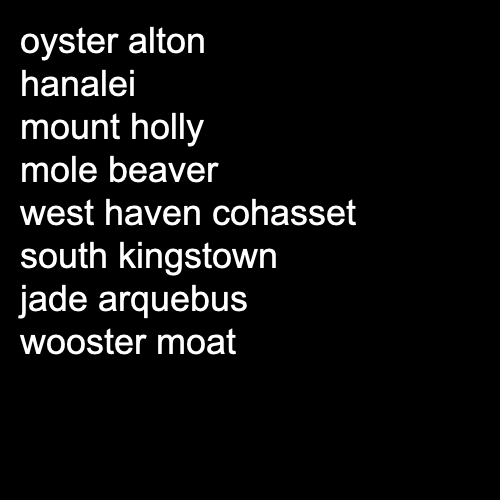 oyster alton
hanalei
mount holly
mole beaver
west haven cohasset
south kingstown
jade arquebus
wooster moat